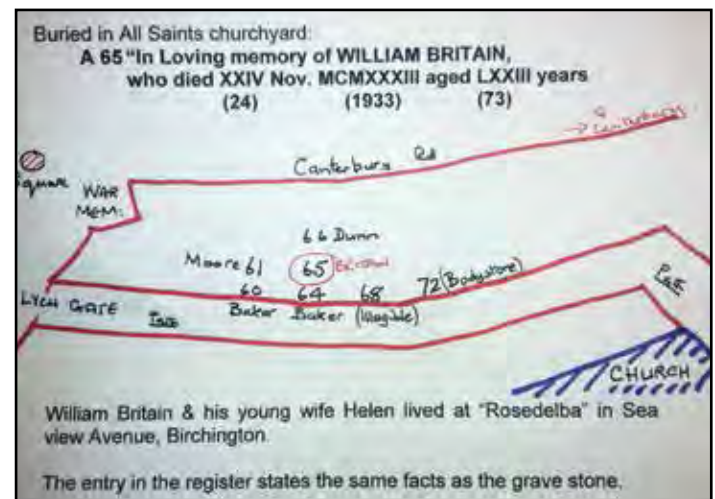 Buried in All Saints churchyard:
A 65 "In Loving memory of WILLIAM BRITAIN,
who died XXIV Nov. MCMXXXIII aged LXXIII years
(24) (1933) (73)
Canterbury Rd
WAR
MEM:
66 Dunn
Moore 61 65
60 64 68 72 (Bodystone)
Baker Baker (Illegible)
LYCH GATE
Path
CHURCH
William Britain & his young wife Helen lived at "Rosedelba" in Sea
view Avenue, Birchington.
The entry in the register states the same facts as the grave stone.